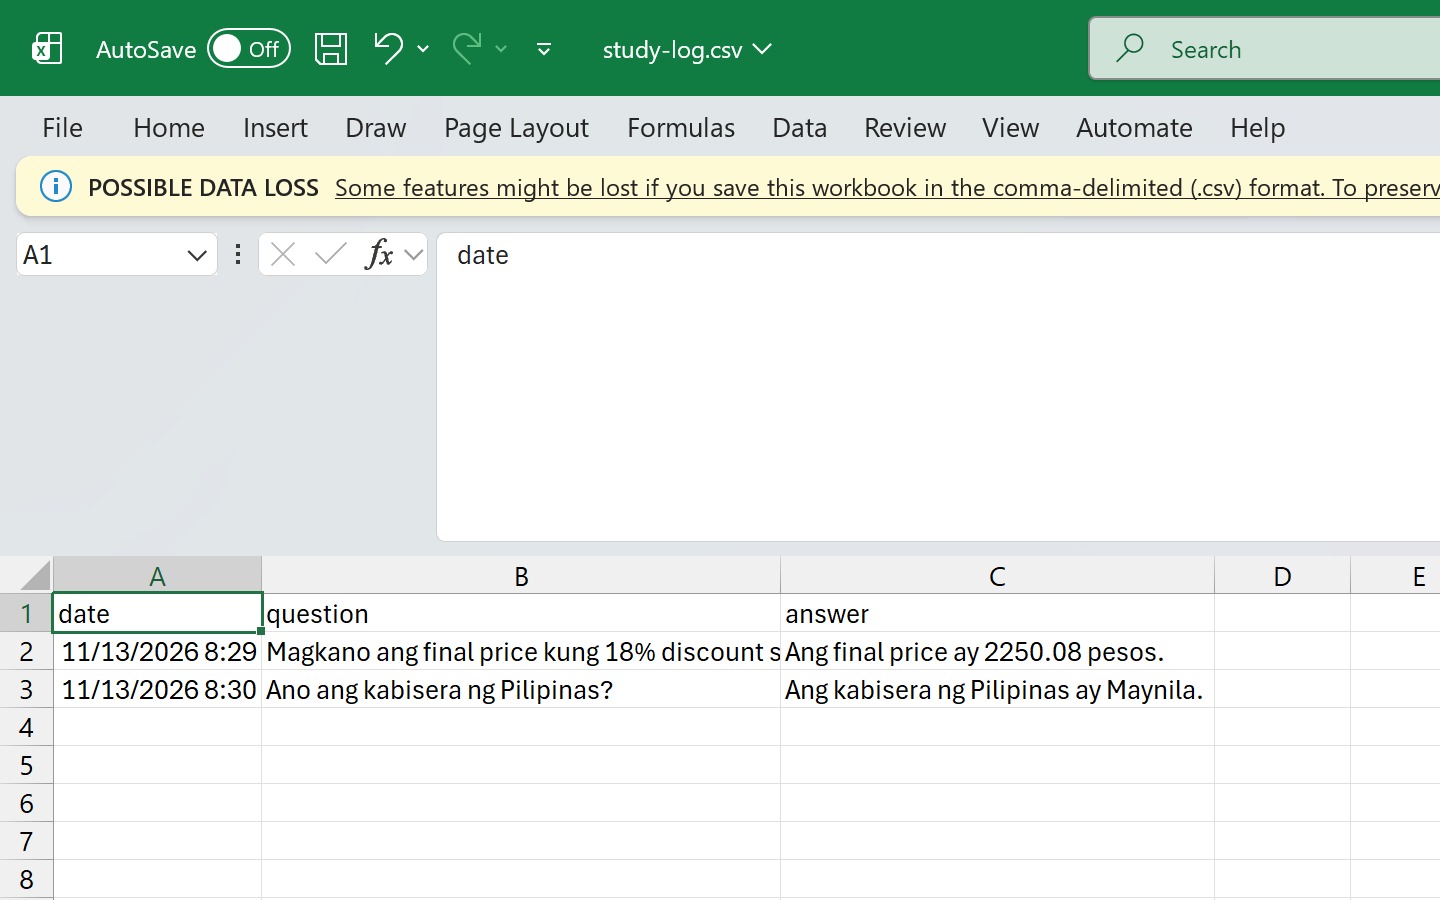 AutoSave Off study-log.csv Search
File Home Insert Draw Page Layout Formulas Data Review View Automate Help
POSSIBLE DATA LOSS Some features might be lost if you save this workbook in the comma-delimited (.csv) format. To preserv
A1 fx date
A B C D E
1 date question answer
2 11/13/2026 8:29 Magkano ang final price kung 18% discount s Ang final price ay 2250.08 pesos.
3 11/13/2026 8:30 Ano ang kabisera ng Pilipinas? Ang kabisera ng Pilipinas ay Maynila.
4
5
6
7
8